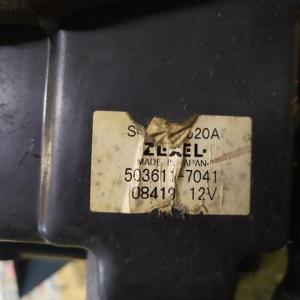 020A
ZEXEL
MADE IN JAPAN
503611-7041
08419 12V